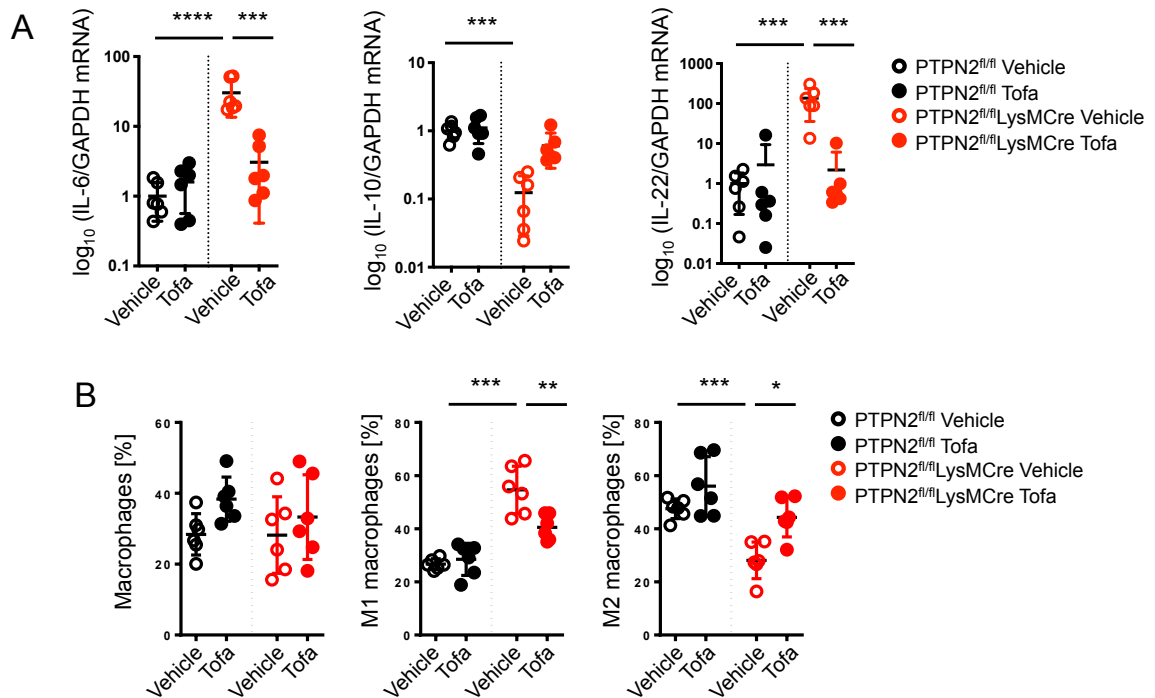 A
**** ***
log10 (IL-6/GAPDH mRNA)
100
10
1
0.1
Vehicle Tofa Vehicle Tofa
***
log10 (IL-10/GAPDH mRNA)
10
1
0.1
0.01
Vehicle Tofa Vehicle Tofa
*** ***
log10 (IL-22/GAPDH mRNA)
1000
100
10
1
0.1
0.01
Vehicle Tofa Vehicle Tofa
PTPN2fl/fl Vehicle
PTPN2fl/fl Tofa
PTPN2fl/flLysMCre Vehicle
PTPN2fl/flLysMCre Tofa
B
Macrophages [%]
60
40
20
0
Vehicle Tofa Vehicle Tofa
*** **
M1 macrophages [%]
80
60
40
20
0
Vehicle Tofa Vehicle Tofa
*** *
M2 macrophages [%]
80
60
40
20
0
Vehicle Tofa Vehicle Tofa
PTPN2fl/fl Vehicle
PTPN2fl/fl Tofa
PTPN2fl/flLysMCre Vehicle
PTPN2fl/flLysMCre Tofa